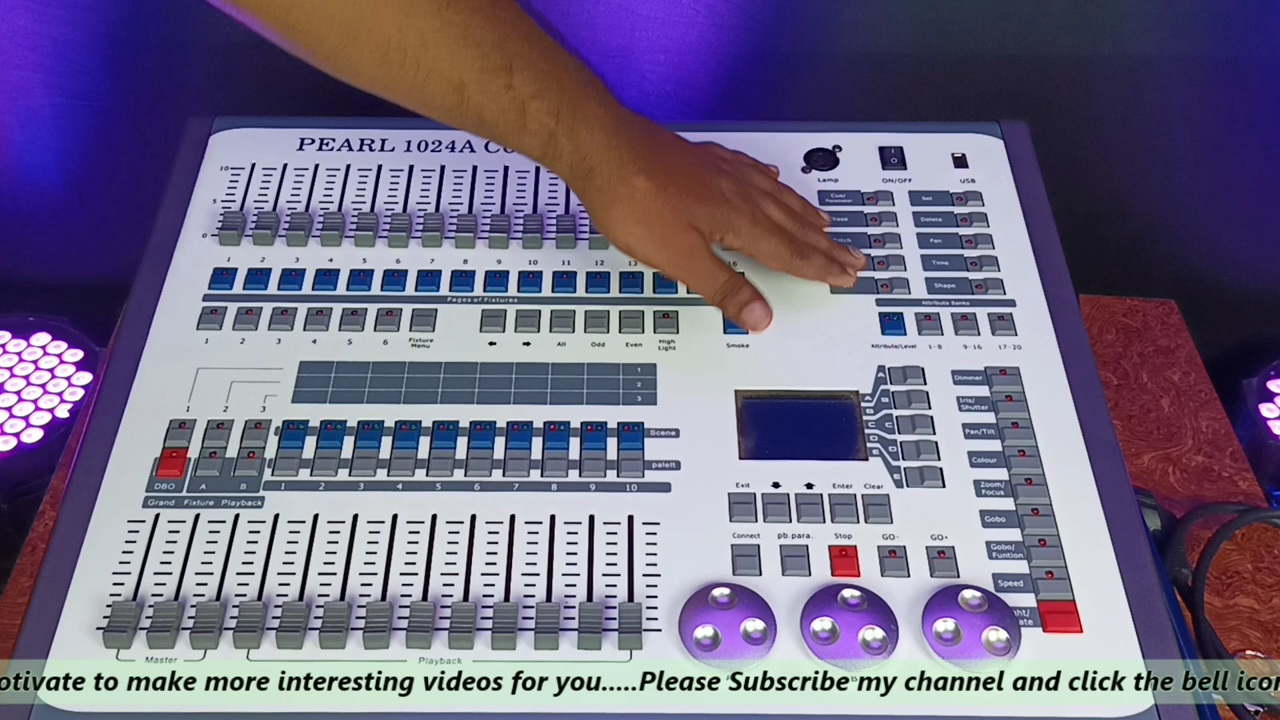 PEARL 1024A
Lamp ON/OFF USB
10
5
0
Cue/
Parameter
Set
Delete
Pan
Time
Shape
1 2 3 4 5 6 7 8 9 10 11 12 13 16
Pages of Fixtures
Attribute Banks
1 2 3 4 5 6 Fixture
Menu
All Odd Even High
Light
Smoke
Attribute/Level 1-8 9-16 17-20
1
2
3
1 2 3
Scene
palett
DBO A B
1 2 3 4 5 6 7 8 9 10
Grand Fixture Playback
A
B
C
D
E
Dimmer
Iris/
Shutter
Pan/Tilt
Colour
Zoom/
Focus
Gobo
Gobo/
Funtion
Speed
Exit Enter Clear
Connect pb.para. Stop GO- GO+
Master Playback
to make more interesting videos for you.....Please Subscribe my channel and click the bell icon